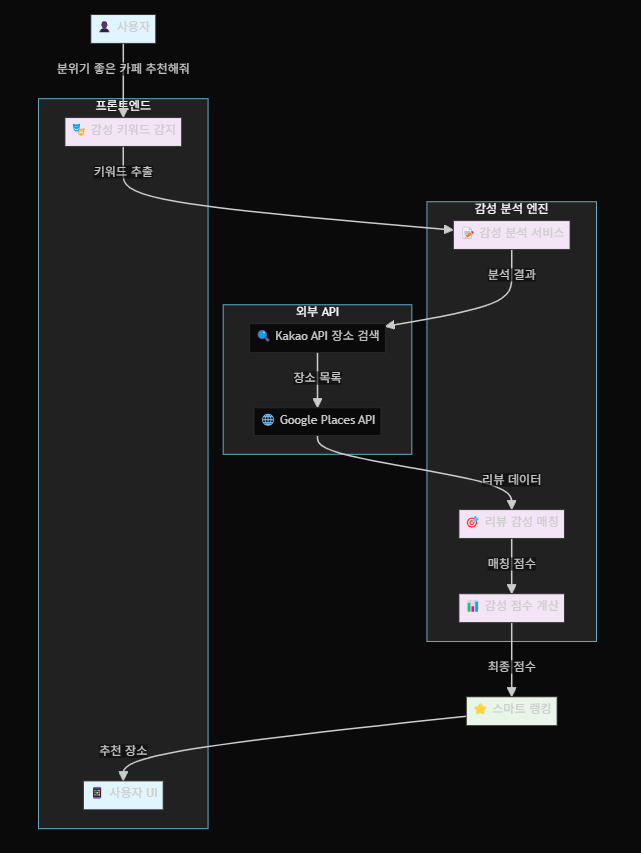 👤 사용자
분위기 좋은 카페 추천해줘
프론트엔드
🎭 감성 키워드 감지
키워드 추출
감성 분석 엔진
📝 감성 분석 서비스
분석 결과
외부 API
🔍 Kakao API 장소 검색
장소 목록
🌐 Google Places API
리뷰 데이터
🎯 리뷰 감성 매칭
매칭 점수
📊 감성 점수 계산
최종 점수
⭐ 스마트 랭킹
추천 장소
📱 사용자 UI